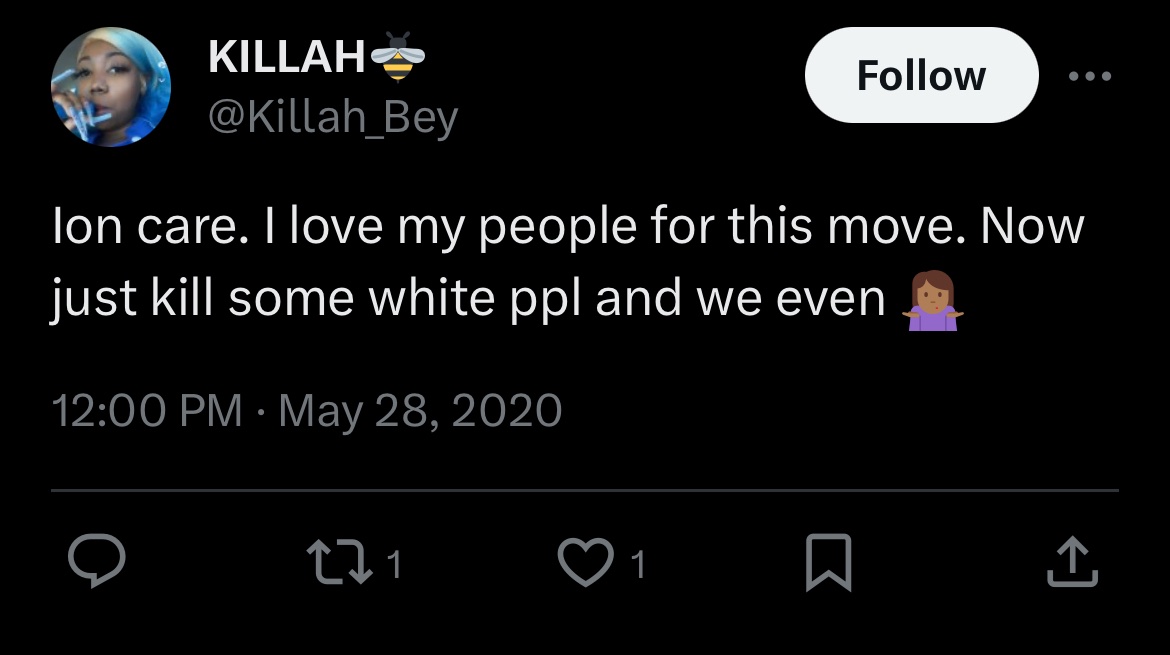 KILLAH🐝
@Killah_Bey
Follow
Ion care. I love my people for this move. Now
just kill some white ppl and we even 🤷🏽‍♀️
12:00 PM · May 28, 2020
1
1